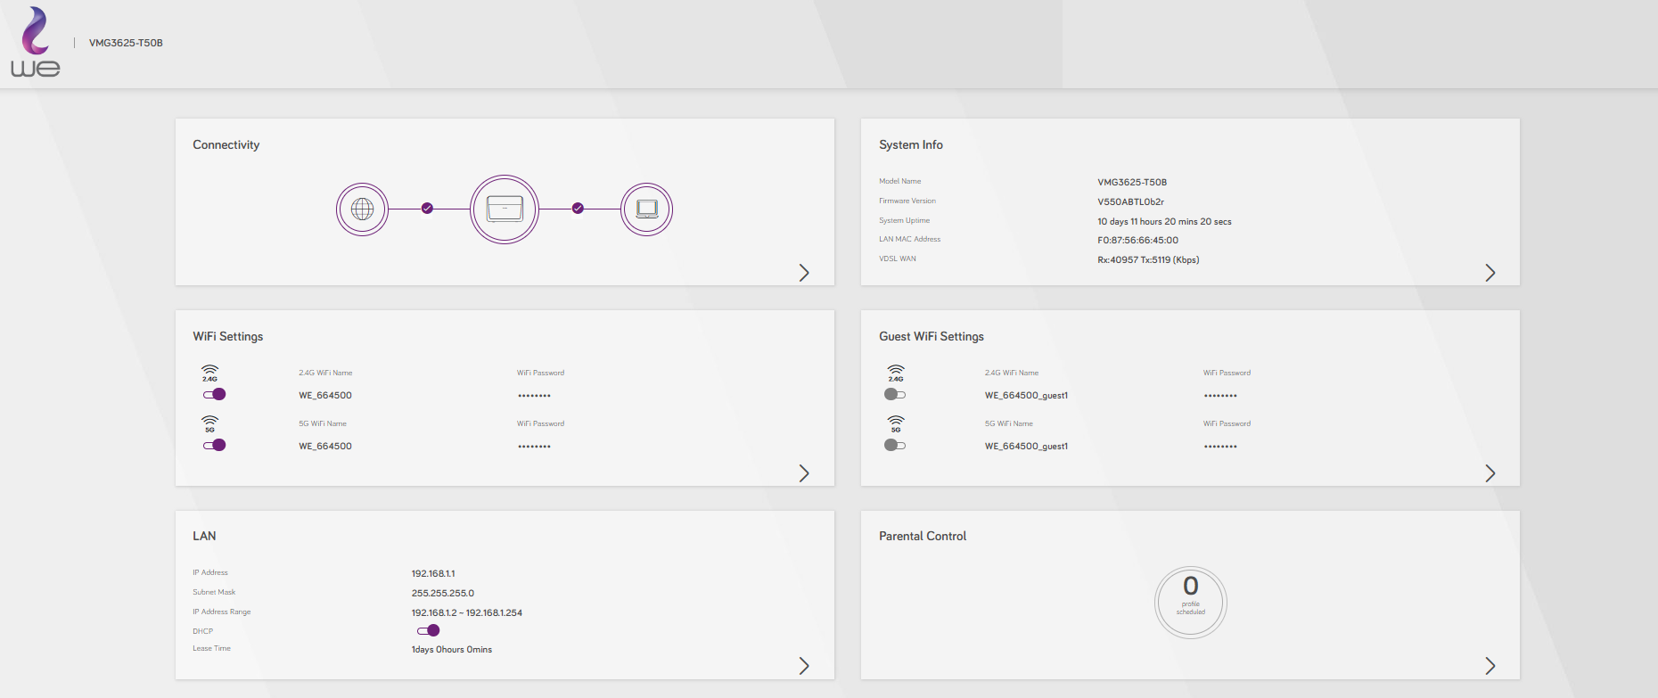 we
VMG3625-T50B
Connectivity
System Info
Model Name VMG3625-T50B
Firmware Version V550ABTL0b2r
System Uptime 10 days 11 hours 20 mins 20 secs
LAN MAC Address F0:87:56:66:45:00
VDSL WAN Rx:40957 Tx:5119 (Kbps)
WiFi Settings
2.4G
2.4G WiFi Name WiFi Password
WE_664500 ••••••••
5G
5G WiFi Name WiFi Password
WE_664500 ••••••••
Guest WiFi Settings
2.4G
2.4G WiFi Name WiFi Password
WE_664500_guest1 ••••••••
5G
5G WiFi Name WiFi Password
WE_664500_guest1 ••••••••
LAN
IP Address 192.168.1.1
Subnet Mask 255.255.255.0
IP Address Range 192.168.1.2 ~ 192.168.1.254
DHCP
Lease Time 1days 0hours 0mins
Parental Control
0
profile
scheduled